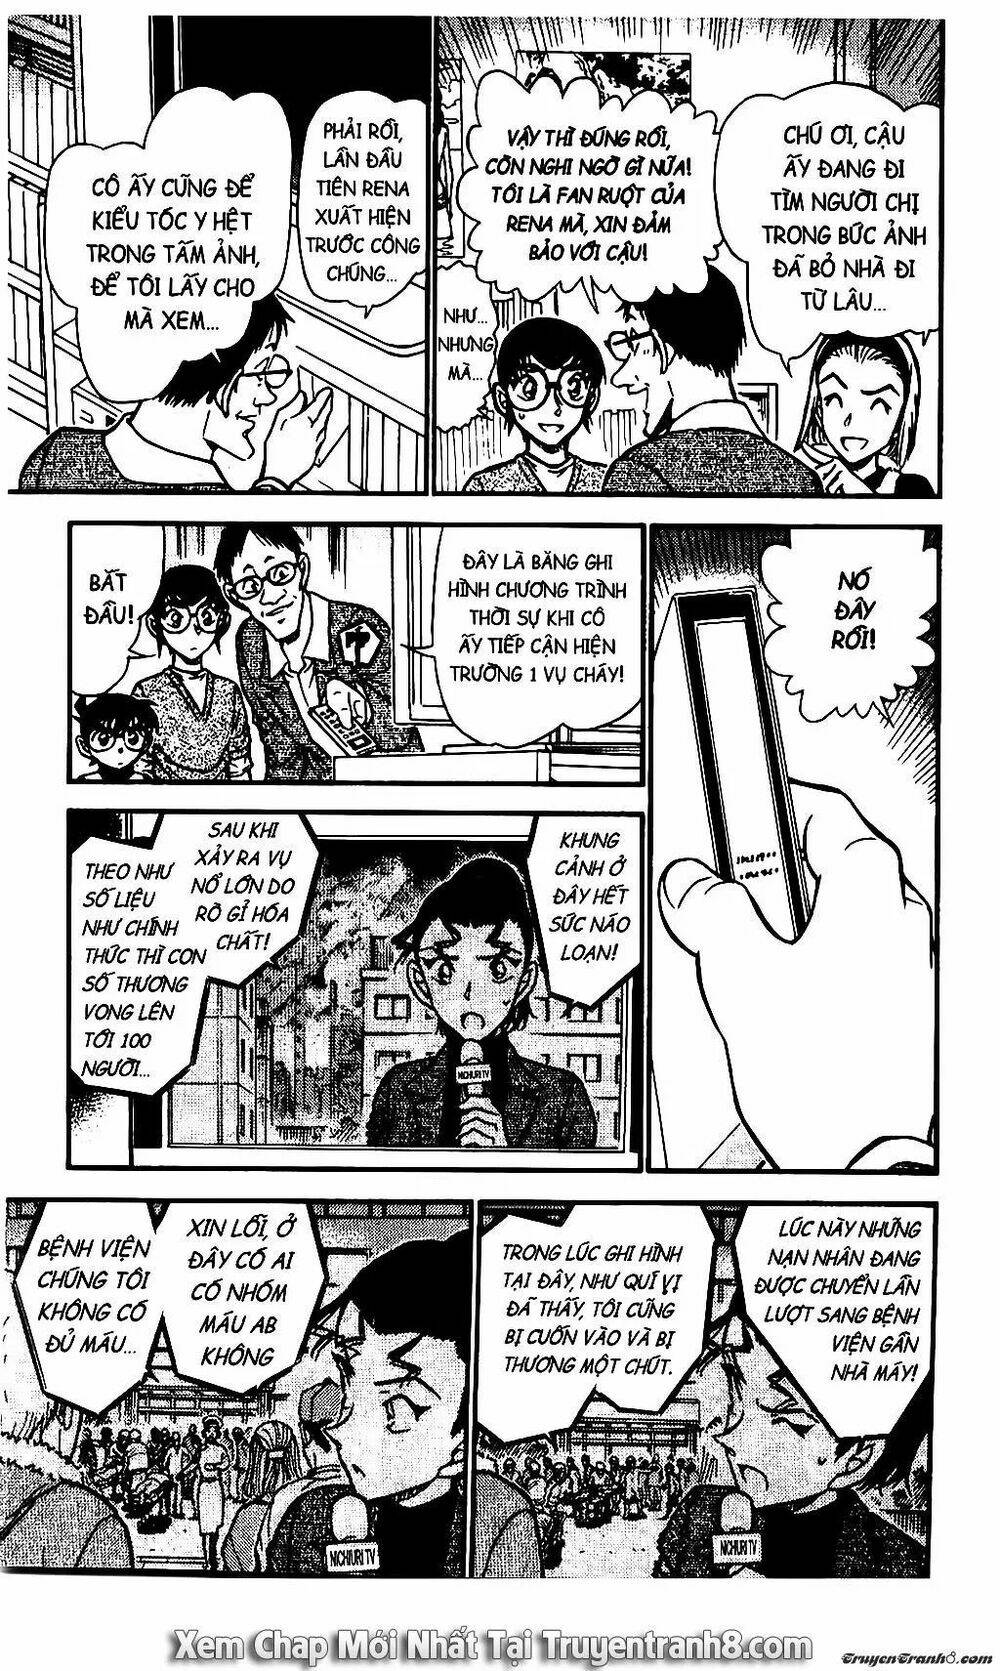 CHÚ ƠI, CẬU
ẤY ĐANG ĐI
TÌM NGƯỜI CHỊ
TRONG BỨC ẢNH
ĐÃ BỎ NHÀ ĐI
TỪ LÂU...
VẬY THÌ ĐÚNG RỒI,
CÒN NGHI NGỜ GÌ NỮA!
TÔI LÀ FAN RUỘT CỦA
RENA MÀ, XIN ĐẢM
BẢO VỚI CẬU!
NHƯ...
NHƯNG
MÀ...
PHẢI RỒI,
LẦN ĐẦU
TIÊN RENA
XUẤT HIỆN
TRƯỚC CÔNG
CHÚNG...
CÔ ẤY CŨNG ĐỂ
KIỂU TÓC Y HỆT
TRONG TẤM ẢNH,
ĐỂ TÔI LẤY CHO
MÀ XEM...
NÓ
ĐÂY
RỒI!
ĐÂY LÀ BĂNG GHI
HÌNH CHƯƠNG TRÌNH
THỜI SỰ KHI CÔ
ẤY TIẾP CẬN HIỆN
TRƯỜNG 1 VỤ CHÁY!
BẮT
ĐẦU!
KHUNG
CẢNH Ở
ĐÂY HẾT
SỨC NÁO
LOẠN!
SAU KHI
XẢY RA VỤ
NỔ LỚN DO
RÒ GỈ HÓA
CHẤT!
THEO NHƯ
SỐ LIỆU
NHƯ CHÍNH
THỨC THÌ CON
SỐ THƯƠNG
VONG LÊN
TỚI 100
NGƯỜI...
NICHIURI TV
LÚC NÀY NHỮNG
NẠN NHÂN ĐANG
ĐƯỢC CHUYỂN LẦN
LƯỢT SANG BỆNH
VIỆN GẦN
NHÀ MÁY!
TRONG LÚC GHI HÌNH
TẠI ĐÂY, NHƯ QUÍ VỊ
ĐÃ THẤY, TÔI CŨNG
BỊ CUỐN VÀO VÀ BỊ
THƯƠNG MỘT CHÚT.
NICHIURI TV
XIN LỖI, Ở
ĐÂY CÓ AI
CÓ NHÓM
MÁU AB
KHÔNG
BỆNH VIỆN
CHÚNG TÔI
KHÔNG CÓ
ĐỦ MÁU...
NICHIURI TV
Xem Chap Mới Nhất Tại Truyentranh8.com
TruyenTranh8.com